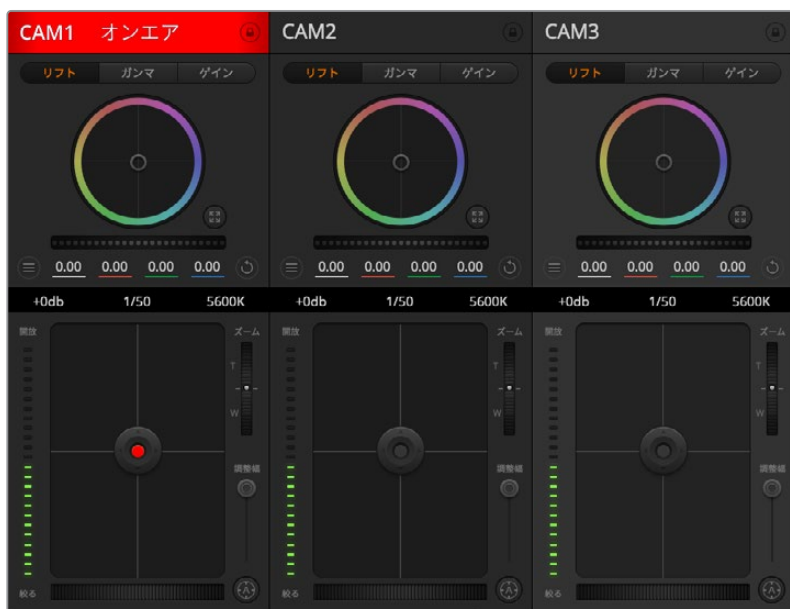 CAM1 オンエア CAM2 CAM3
リフト ガンマ ゲイン リフト ガンマ ゲイン リフト ガンマ ゲイン
0.00 0.00 0.00 0.00 0.00 0.00 0.00 0.00 0.00 0.00 0.00 0.00
+0db 1/50 5600K +0db 1/50 5600K +0db 1/50 5600K
開放 ズーム 開放 ズーム 開放 ズーム
T T T
W W W
調整幅 調整幅 調整幅
絞る A 絞る A 絞る A